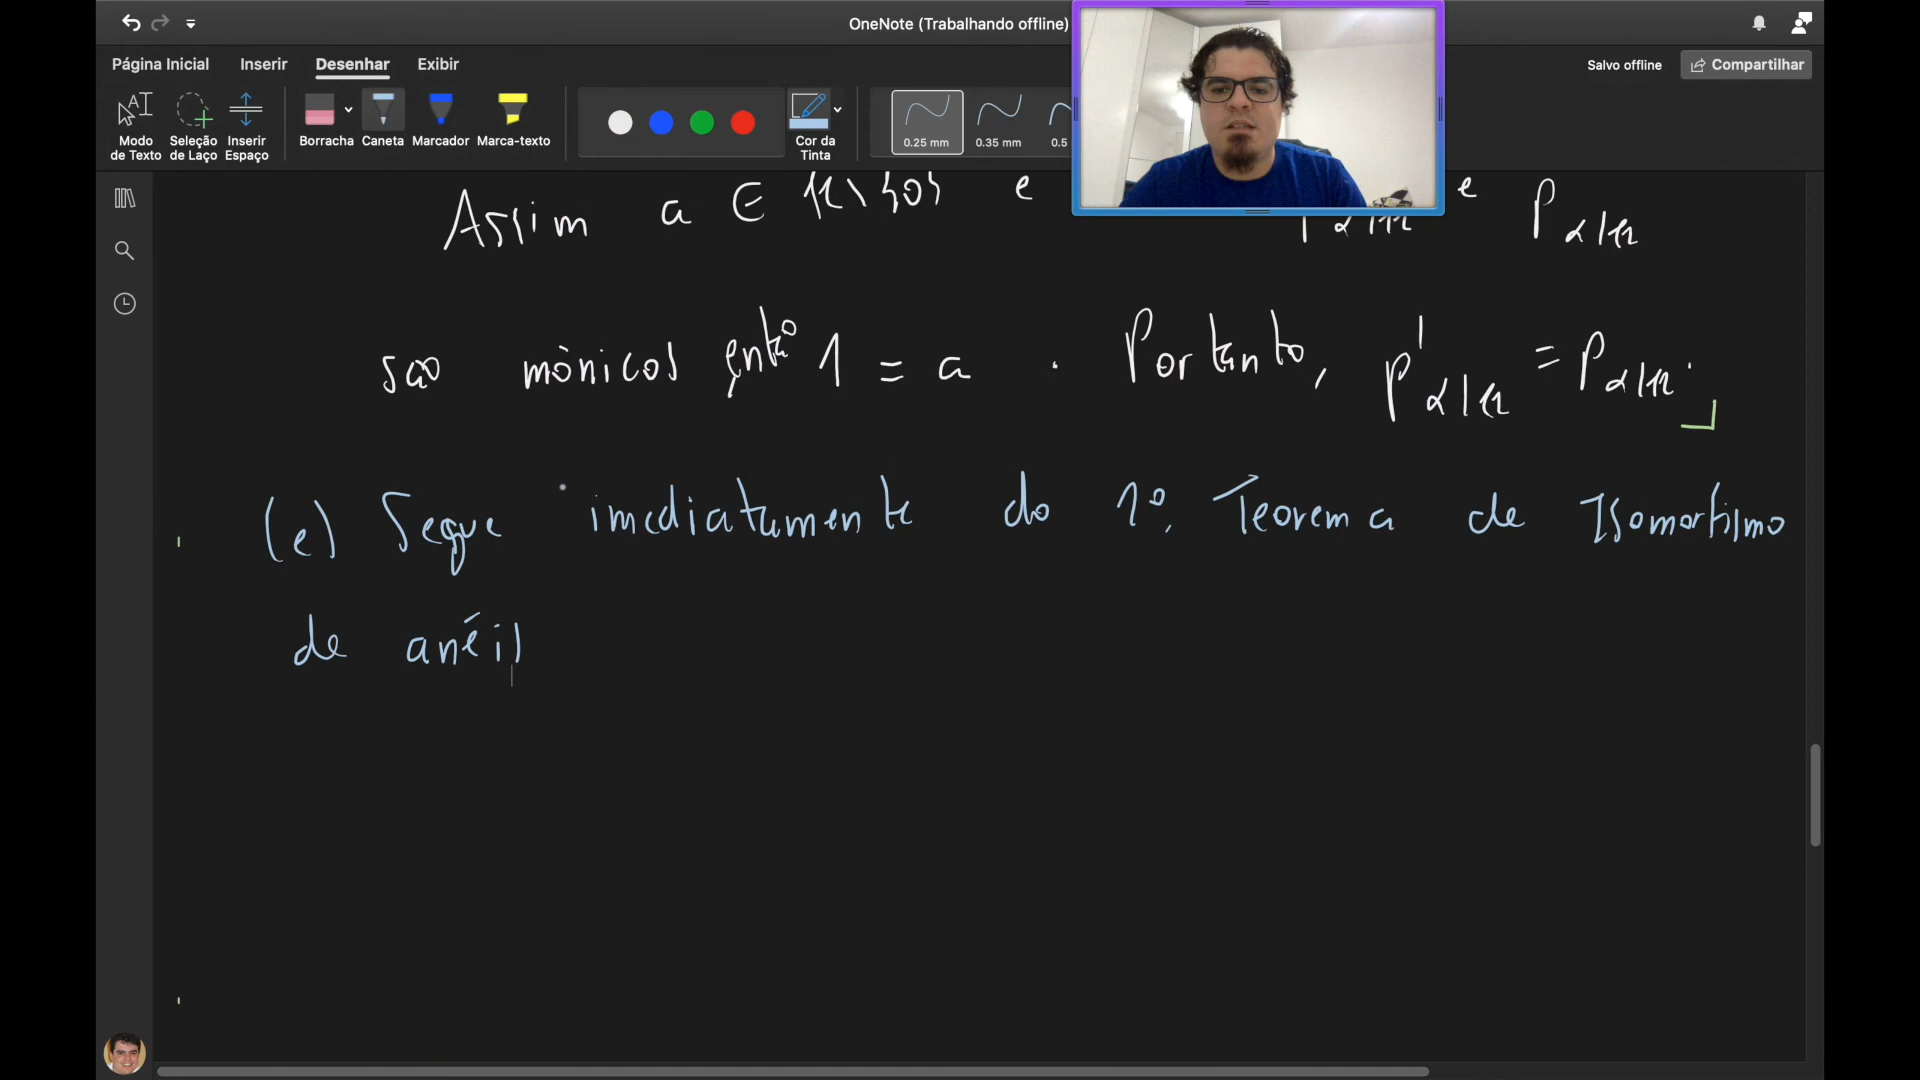 OneNote (Trabalhando offline)
Página Inicial Inserir Desenhar Exibir
Salvo offline Compartilhar
Modo de Texto
Seleção de Laço
Inserir Espaço
Borracha Caneta Marcador Marca-texto
Cor da Tinta
0.25 mm 0.35 mm 0.5
Assim a ∈ K\{0} e P α|K e P α|K
são mônicos então 1 = a . Portanto, P' α|K = P α|K .
(e) Segue imediatamente do 1º. Teorema de Isomorfismo
de anéis